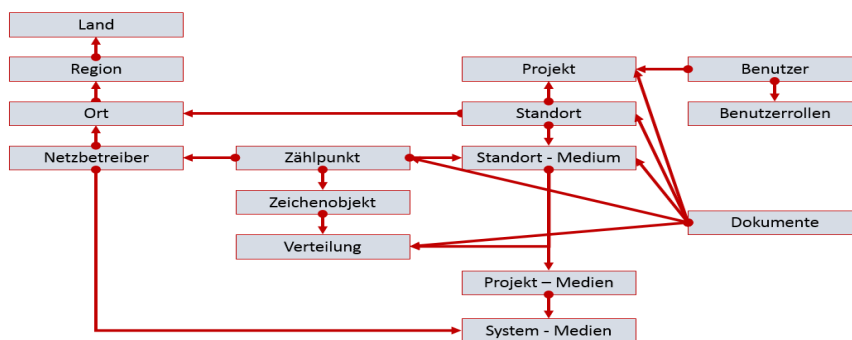 Land
Region
Projekt
Benutzer
Ort
Standort
Benutzerrollen
Netzbetreiber
Zählpunkt
Standort - Medium
Zeichenobjekt
Dokumente
Verteilung
Projekt – Medien
System - Medien